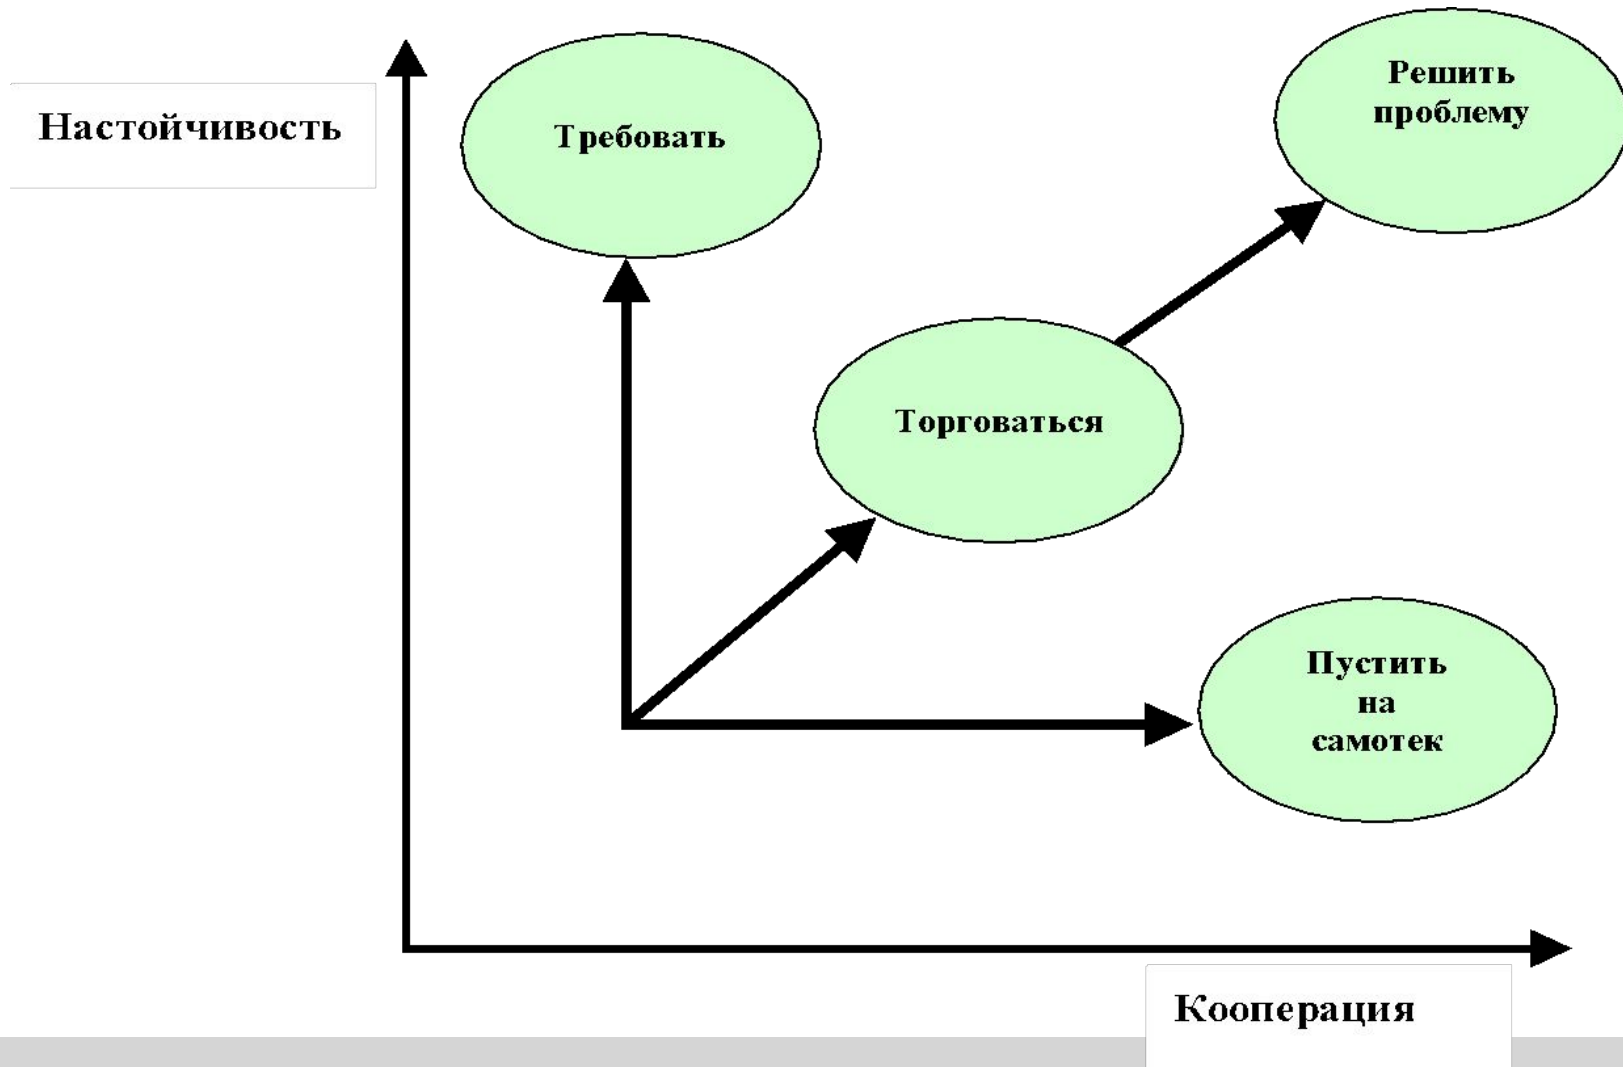 Настойчивость
Требовать
Решить
проблему
Торговаться
Пустить
на
самотек
Кооперация